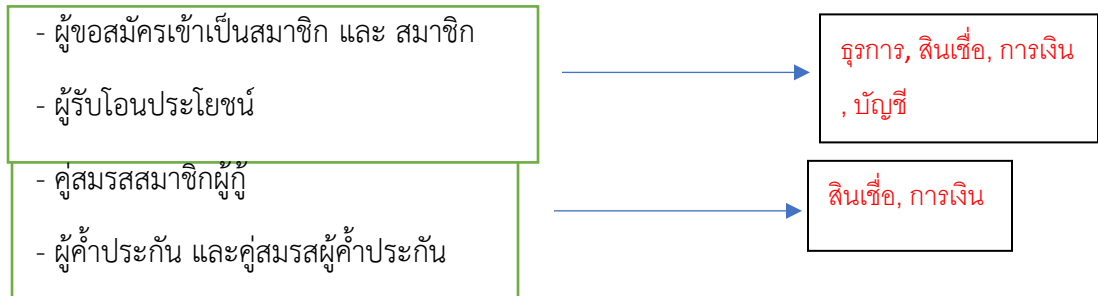 - ผู้ขอสมัครเข้าเป็นสมาชิก และ สมาชิก
- ผู้รับโอนประโยชน์
ธุรการ, สินเชื่อ, การเงิน
, บัญชี
- คู่สมรสสมาชิกผู้กู้
- ผู้ค้ำประกัน และคู่สมรสผู้ค้ำประกัน
สินเชื่อ, การเงิน